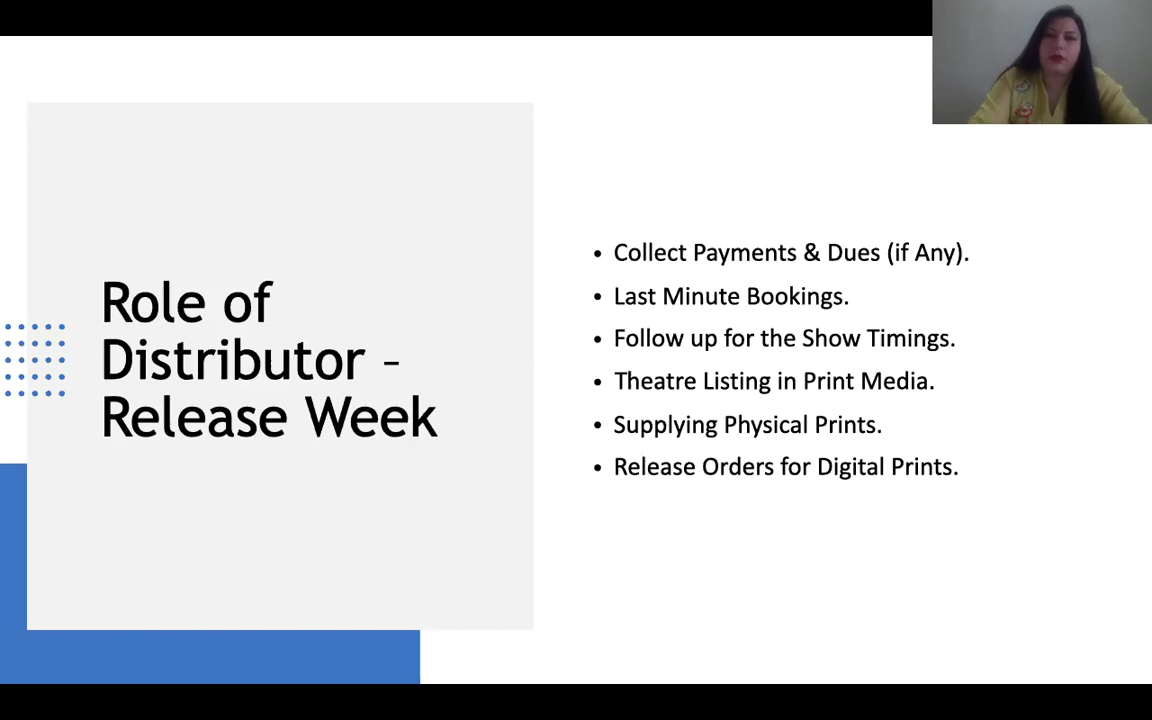 Role of
Distributor –
Release Week
• Collect Payments & Dues (if Any).
• Last Minute Bookings.
• Follow up for the Show Timings.
• Theatre Listing in Print Media.
• Supplying Physical Prints.
• Release Orders for Digital Prints.